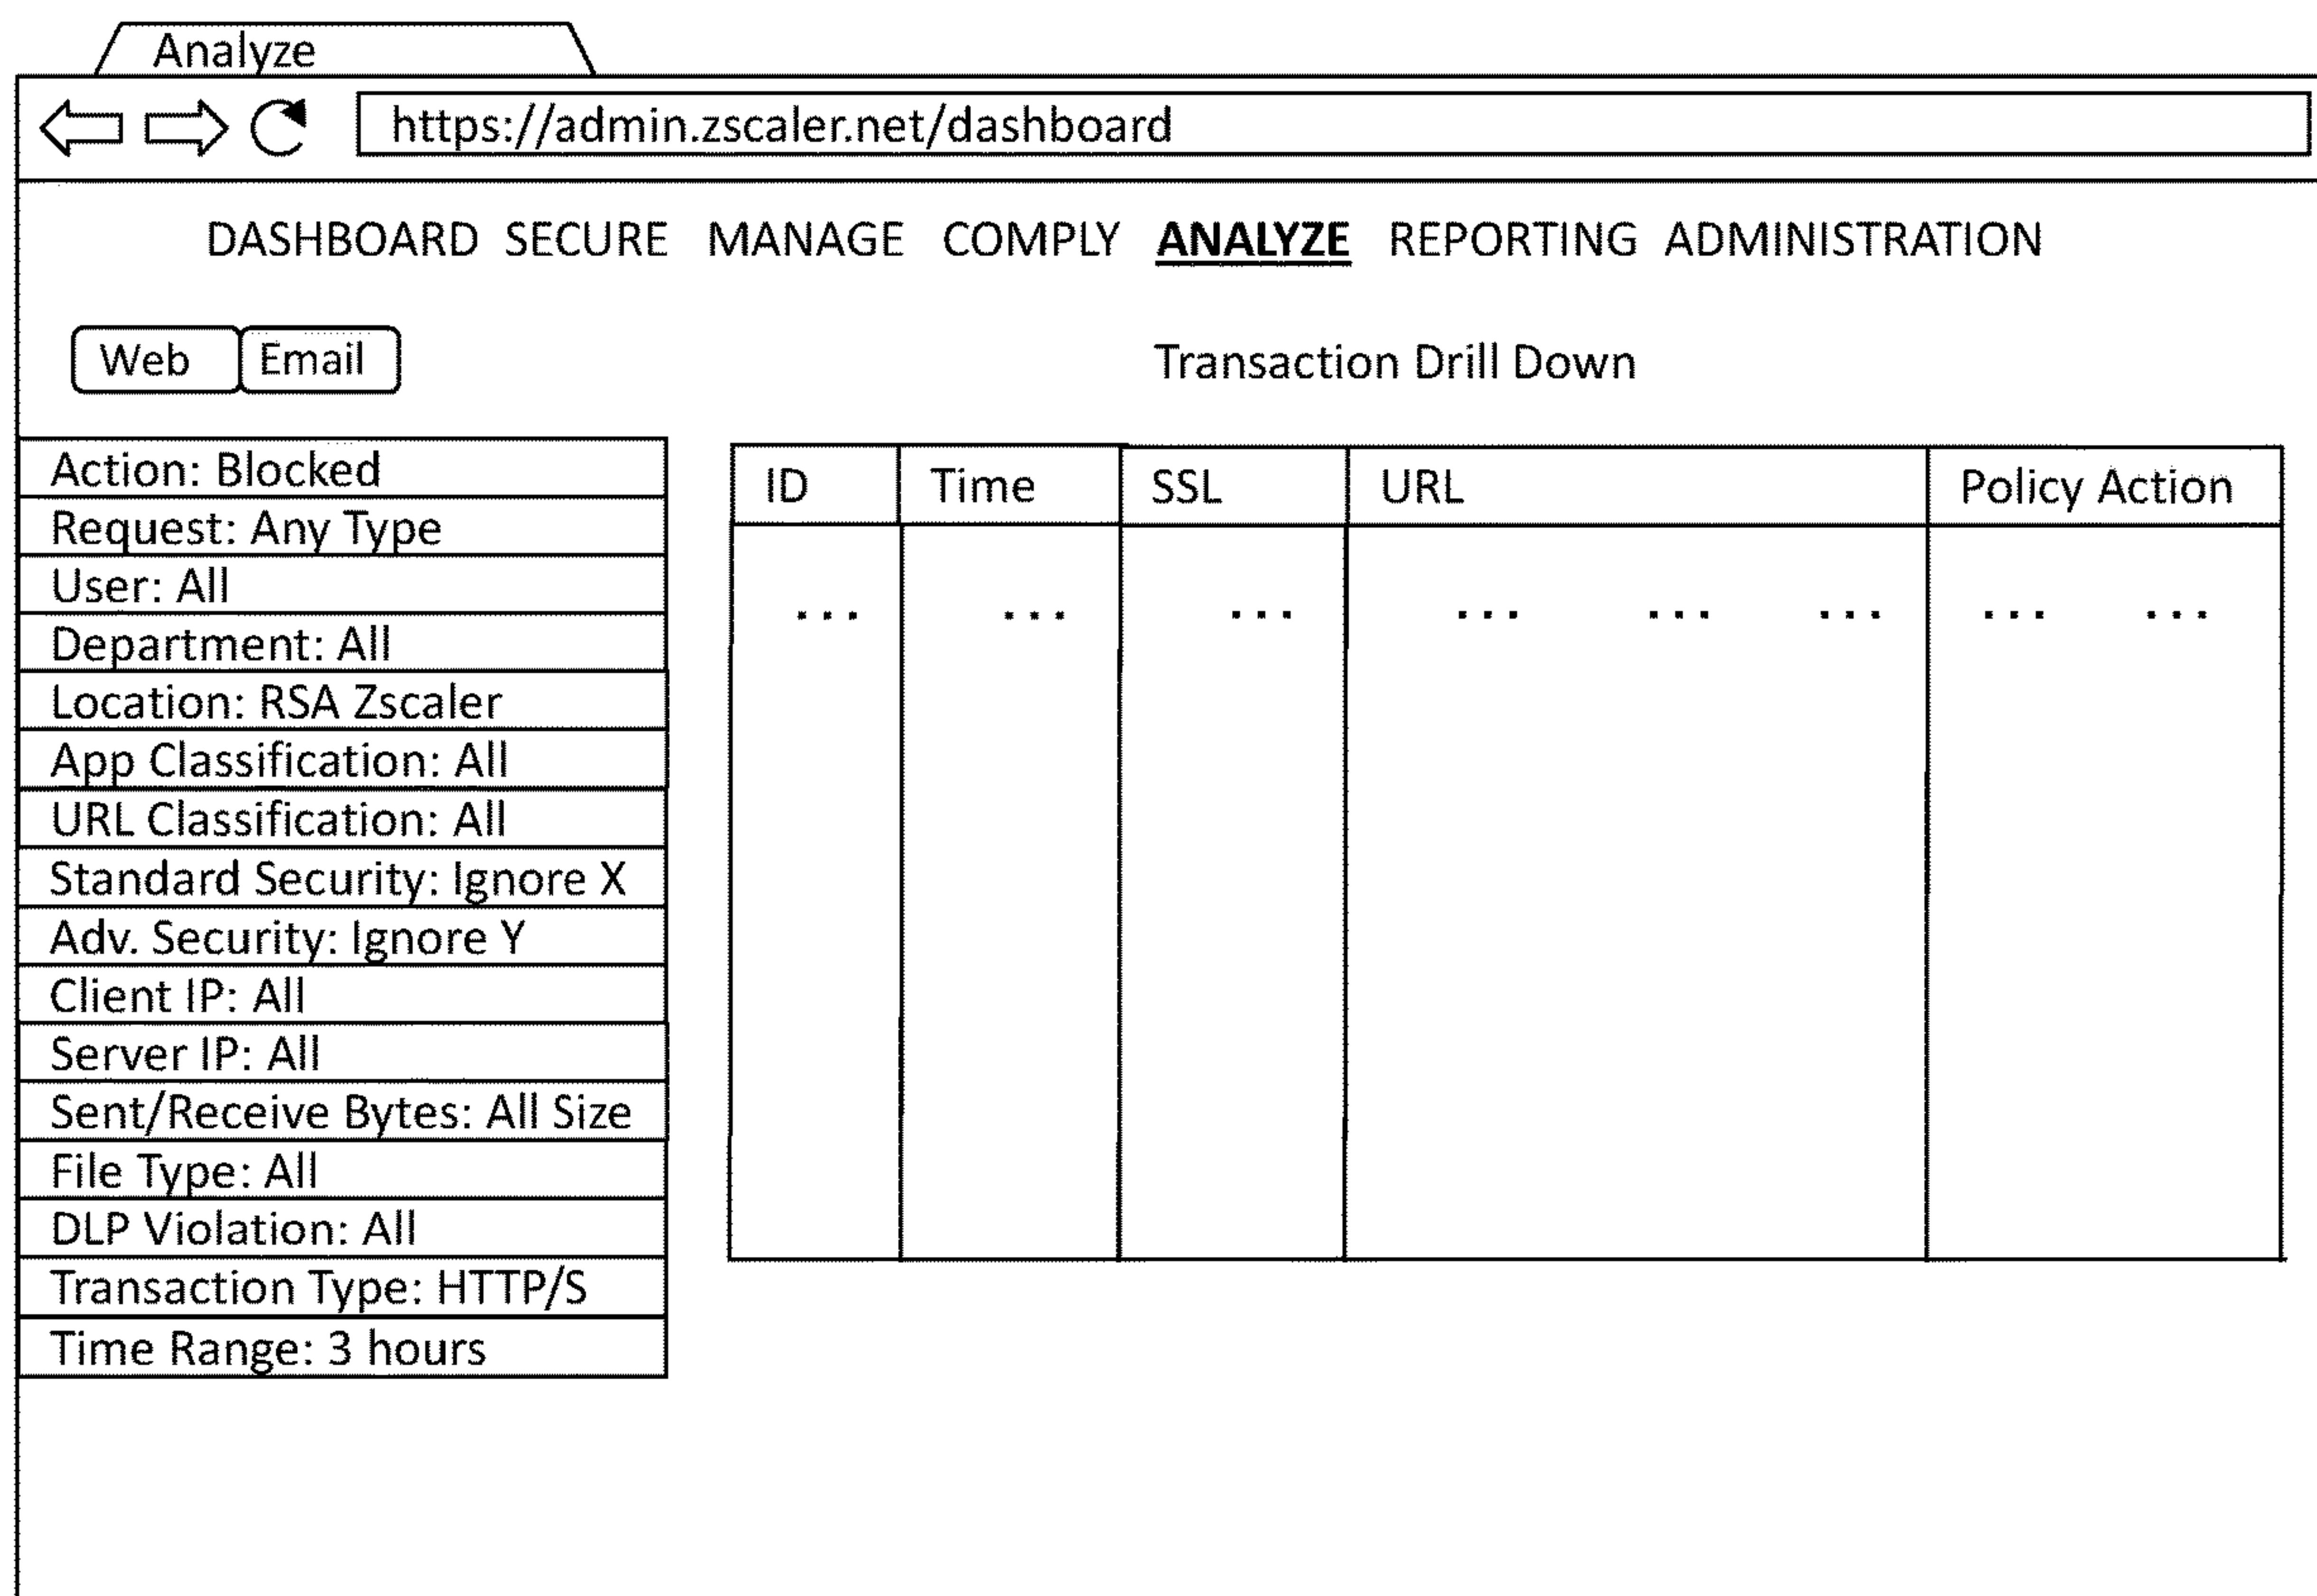 Analyze
https://admin.zscaler.net/dashboard
DASHBOARD SECURE MANAGE COMPLY ANALYZE REPORTING ADMINISTRATION
Web Email Transaction Drill Down
Action: Blocked
Request: Any Type
User: All
Department: All
Location: RSA Zscaler
App Classification: All
URL Classification: All
Standard Security: Ignore X
Adv. Security: Ignore Y
Client IP: All
Server IP: All
Sent/Receive Bytes: All Size
File Type: All
DLP Violation: All
Transaction Type: HTTP/S
Time Range: 3 hours
ID Time SSL URL Policy Action
... ... ... ... ... ... ... ...